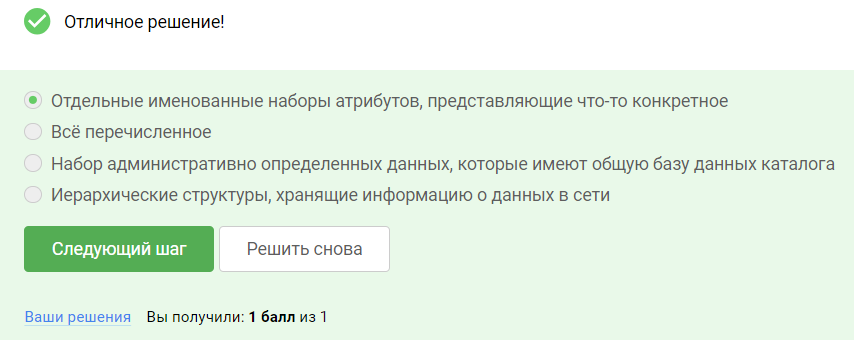 Отличное решение!
Отдельные именованные наборы атрибутов, представляющие что-то конкретное
Всё перечисленное
Набор административно определенных данных, которые имеют общую базу данных каталога
Иерархические структуры, хранящие информацию о данных в сети
Следующий шаг
Решить снова
Ваши решения Вы получили: 1 балл из 1